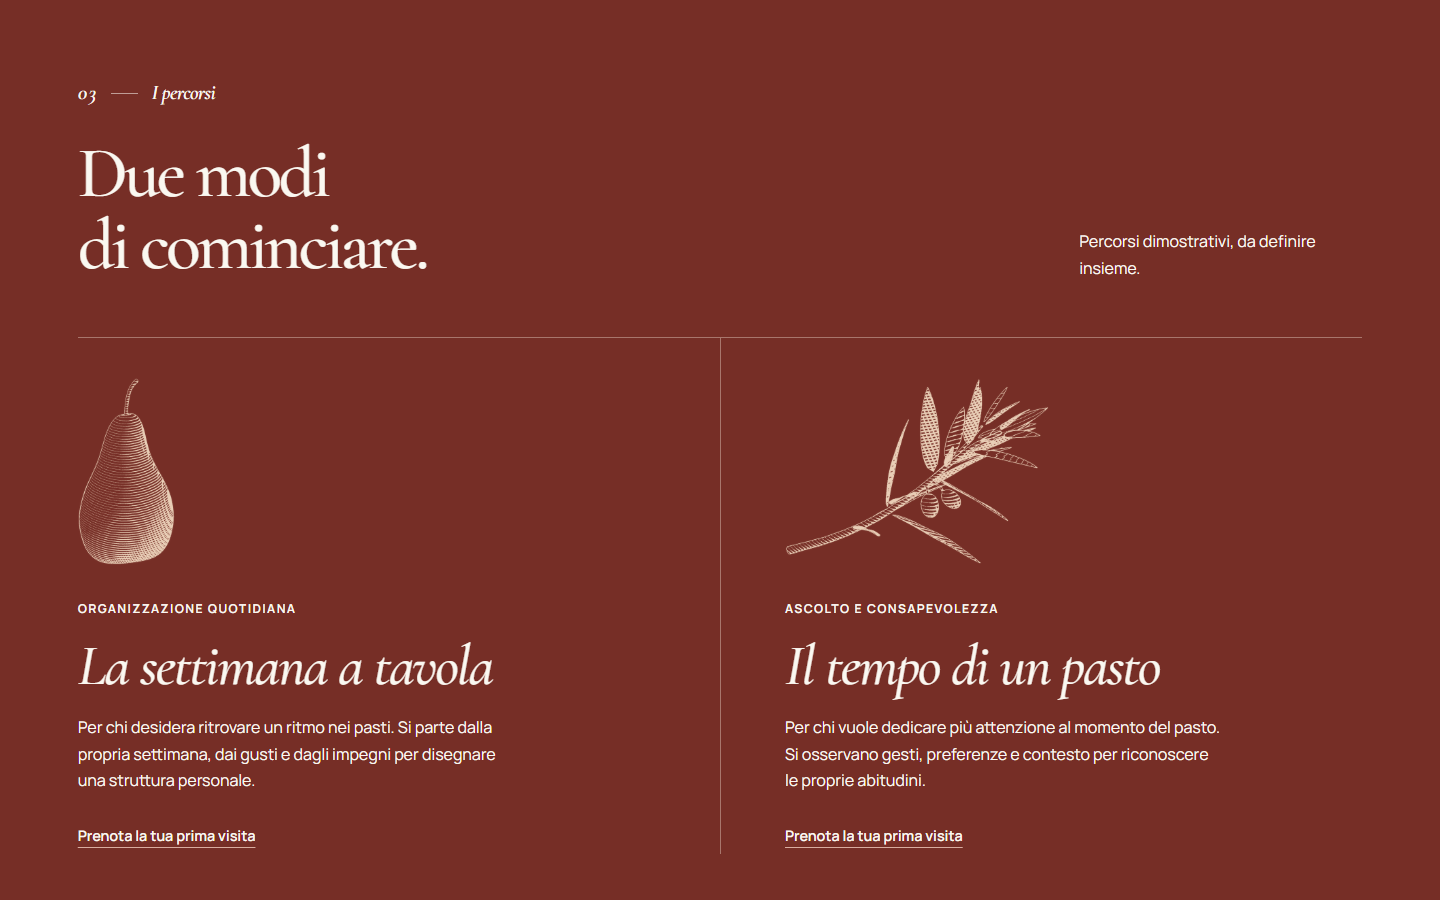 03 — I percorsi
Due modi
di cominciare.
Percorsi dimostrativi, da definire
insieme.
ORGANIZZAZIONE QUOTIDIANA
La settimana a tavola
Per chi desidera ritrovare un ritmo nei pasti. Si parte dalla
propria settimana, dai gusti e dagli impegni per disegnare
una struttura personale.
Prenota la tua prima visita
ASCOLTO E CONSAPEVOLEZZA
Il tempo di un pasto
Per chi vuole dedicare più attenzione al momento del pasto.
Si osservano gesti, preferenze e contesto per riconoscere
le proprie abitudini.
Prenota la tua prima visita